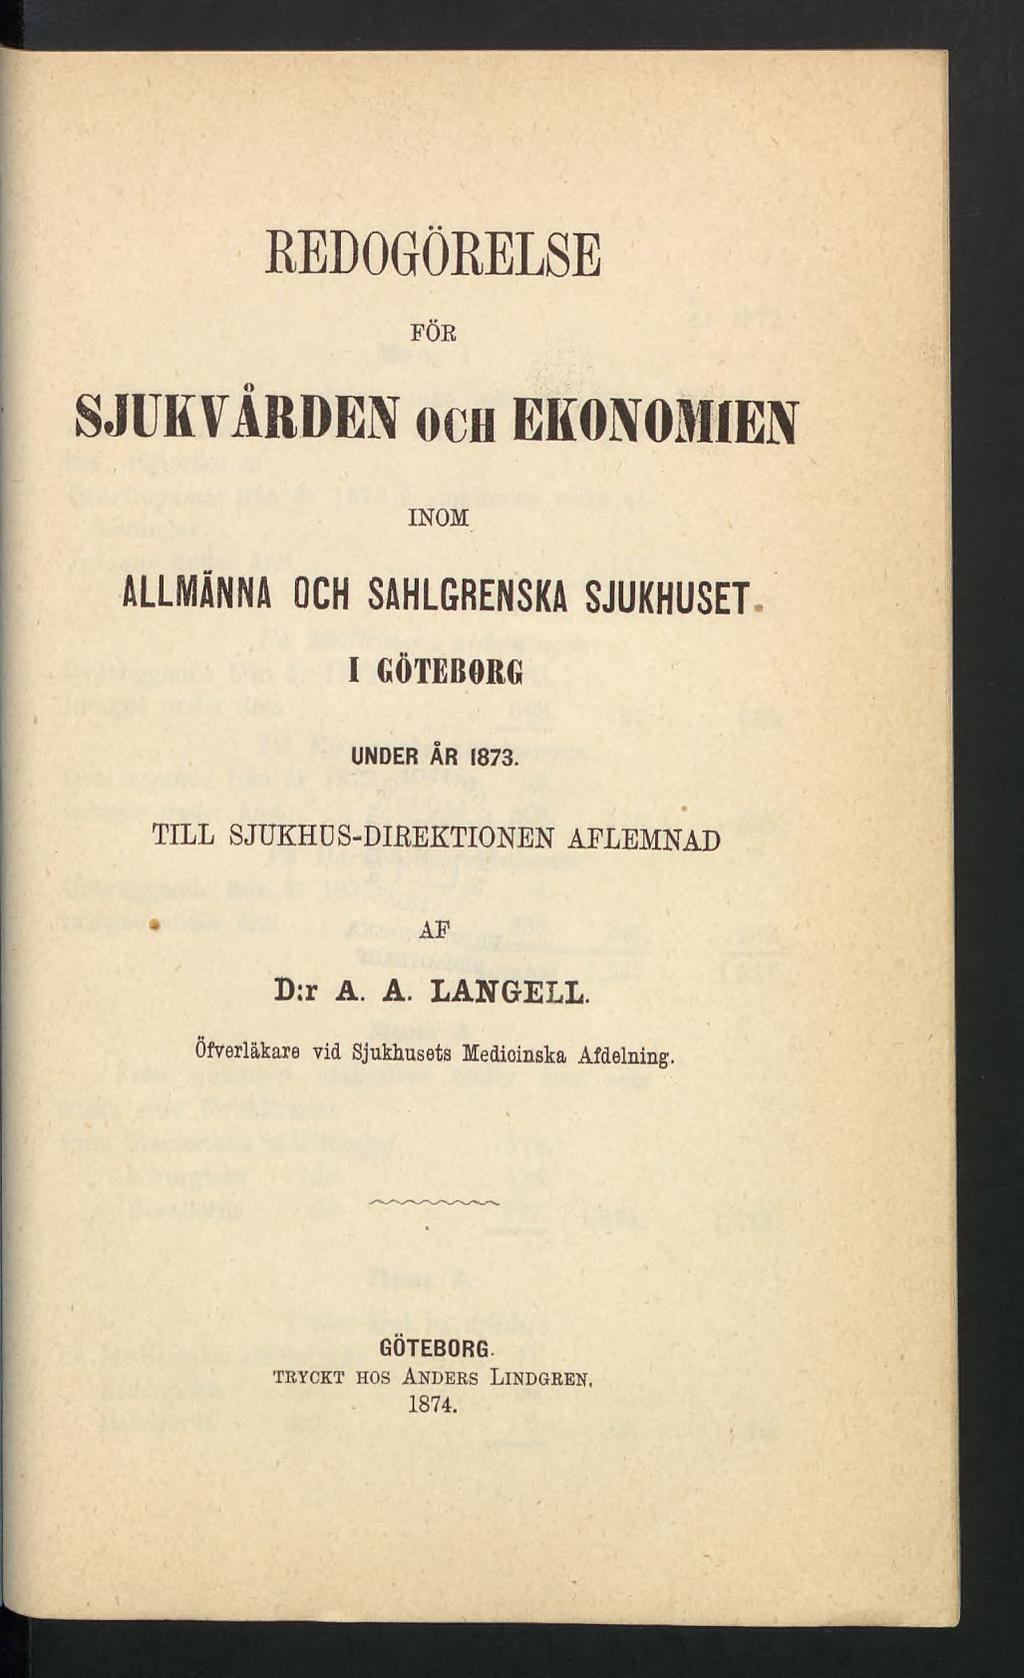 REDOGÖRELSE
FÖR
SJUKVÅRDEN OCH EKONOMIEN
INOM
ALLMÄNNA OCH SAHLGRENSKA SJUKHUSET
I GÖTEBORG
UNDER ÅR 1873.
TILL SJUKHUS-DIREKTIONEN AFLEMNAD
AF
D:r A. A. LANGELL.
Öfverläkare vid Sjukhusets Medicinska Afdelning.
GÖTEBORG.
TRYCKT HOS ANDERS LINDGREN,
1874.